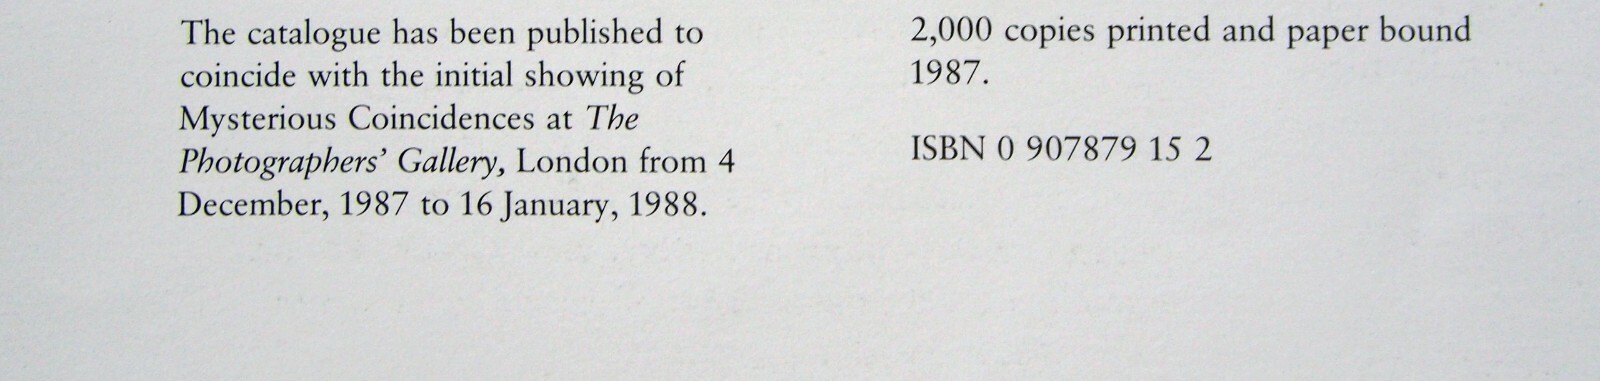 The catalogue has been published to
coincide with the initial showing of
Mysterious Coincidences at The
Photographers' Gallery, London from 4
December, 1987 to 16 January, 1988.
2,000 copies printed and paper bound
1987.
ISBN 0 907879 15 2